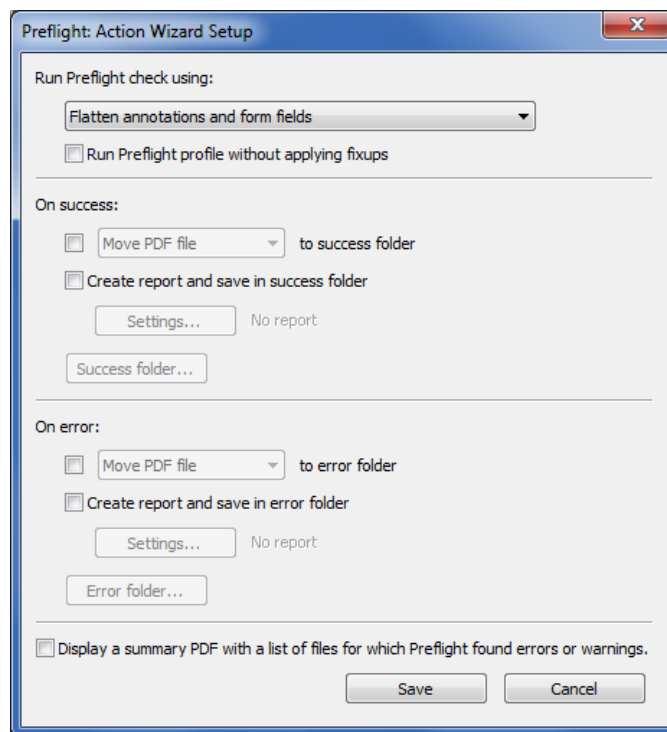 Preflight: Action Wizard Setup
Run Preflight check using:
Flatten annotations and form fields
Run Preflight profile without applying fixups
On success:
Move PDF file to success folder
Create report and save in success folder
Settings... No report
Success folder...
On error:
Move PDF file to error folder
Create report and save in error folder
Settings... No report
Error folder...
Display a summary PDF with a list of files for which Preflight found errors or warnings.
Save Cancel